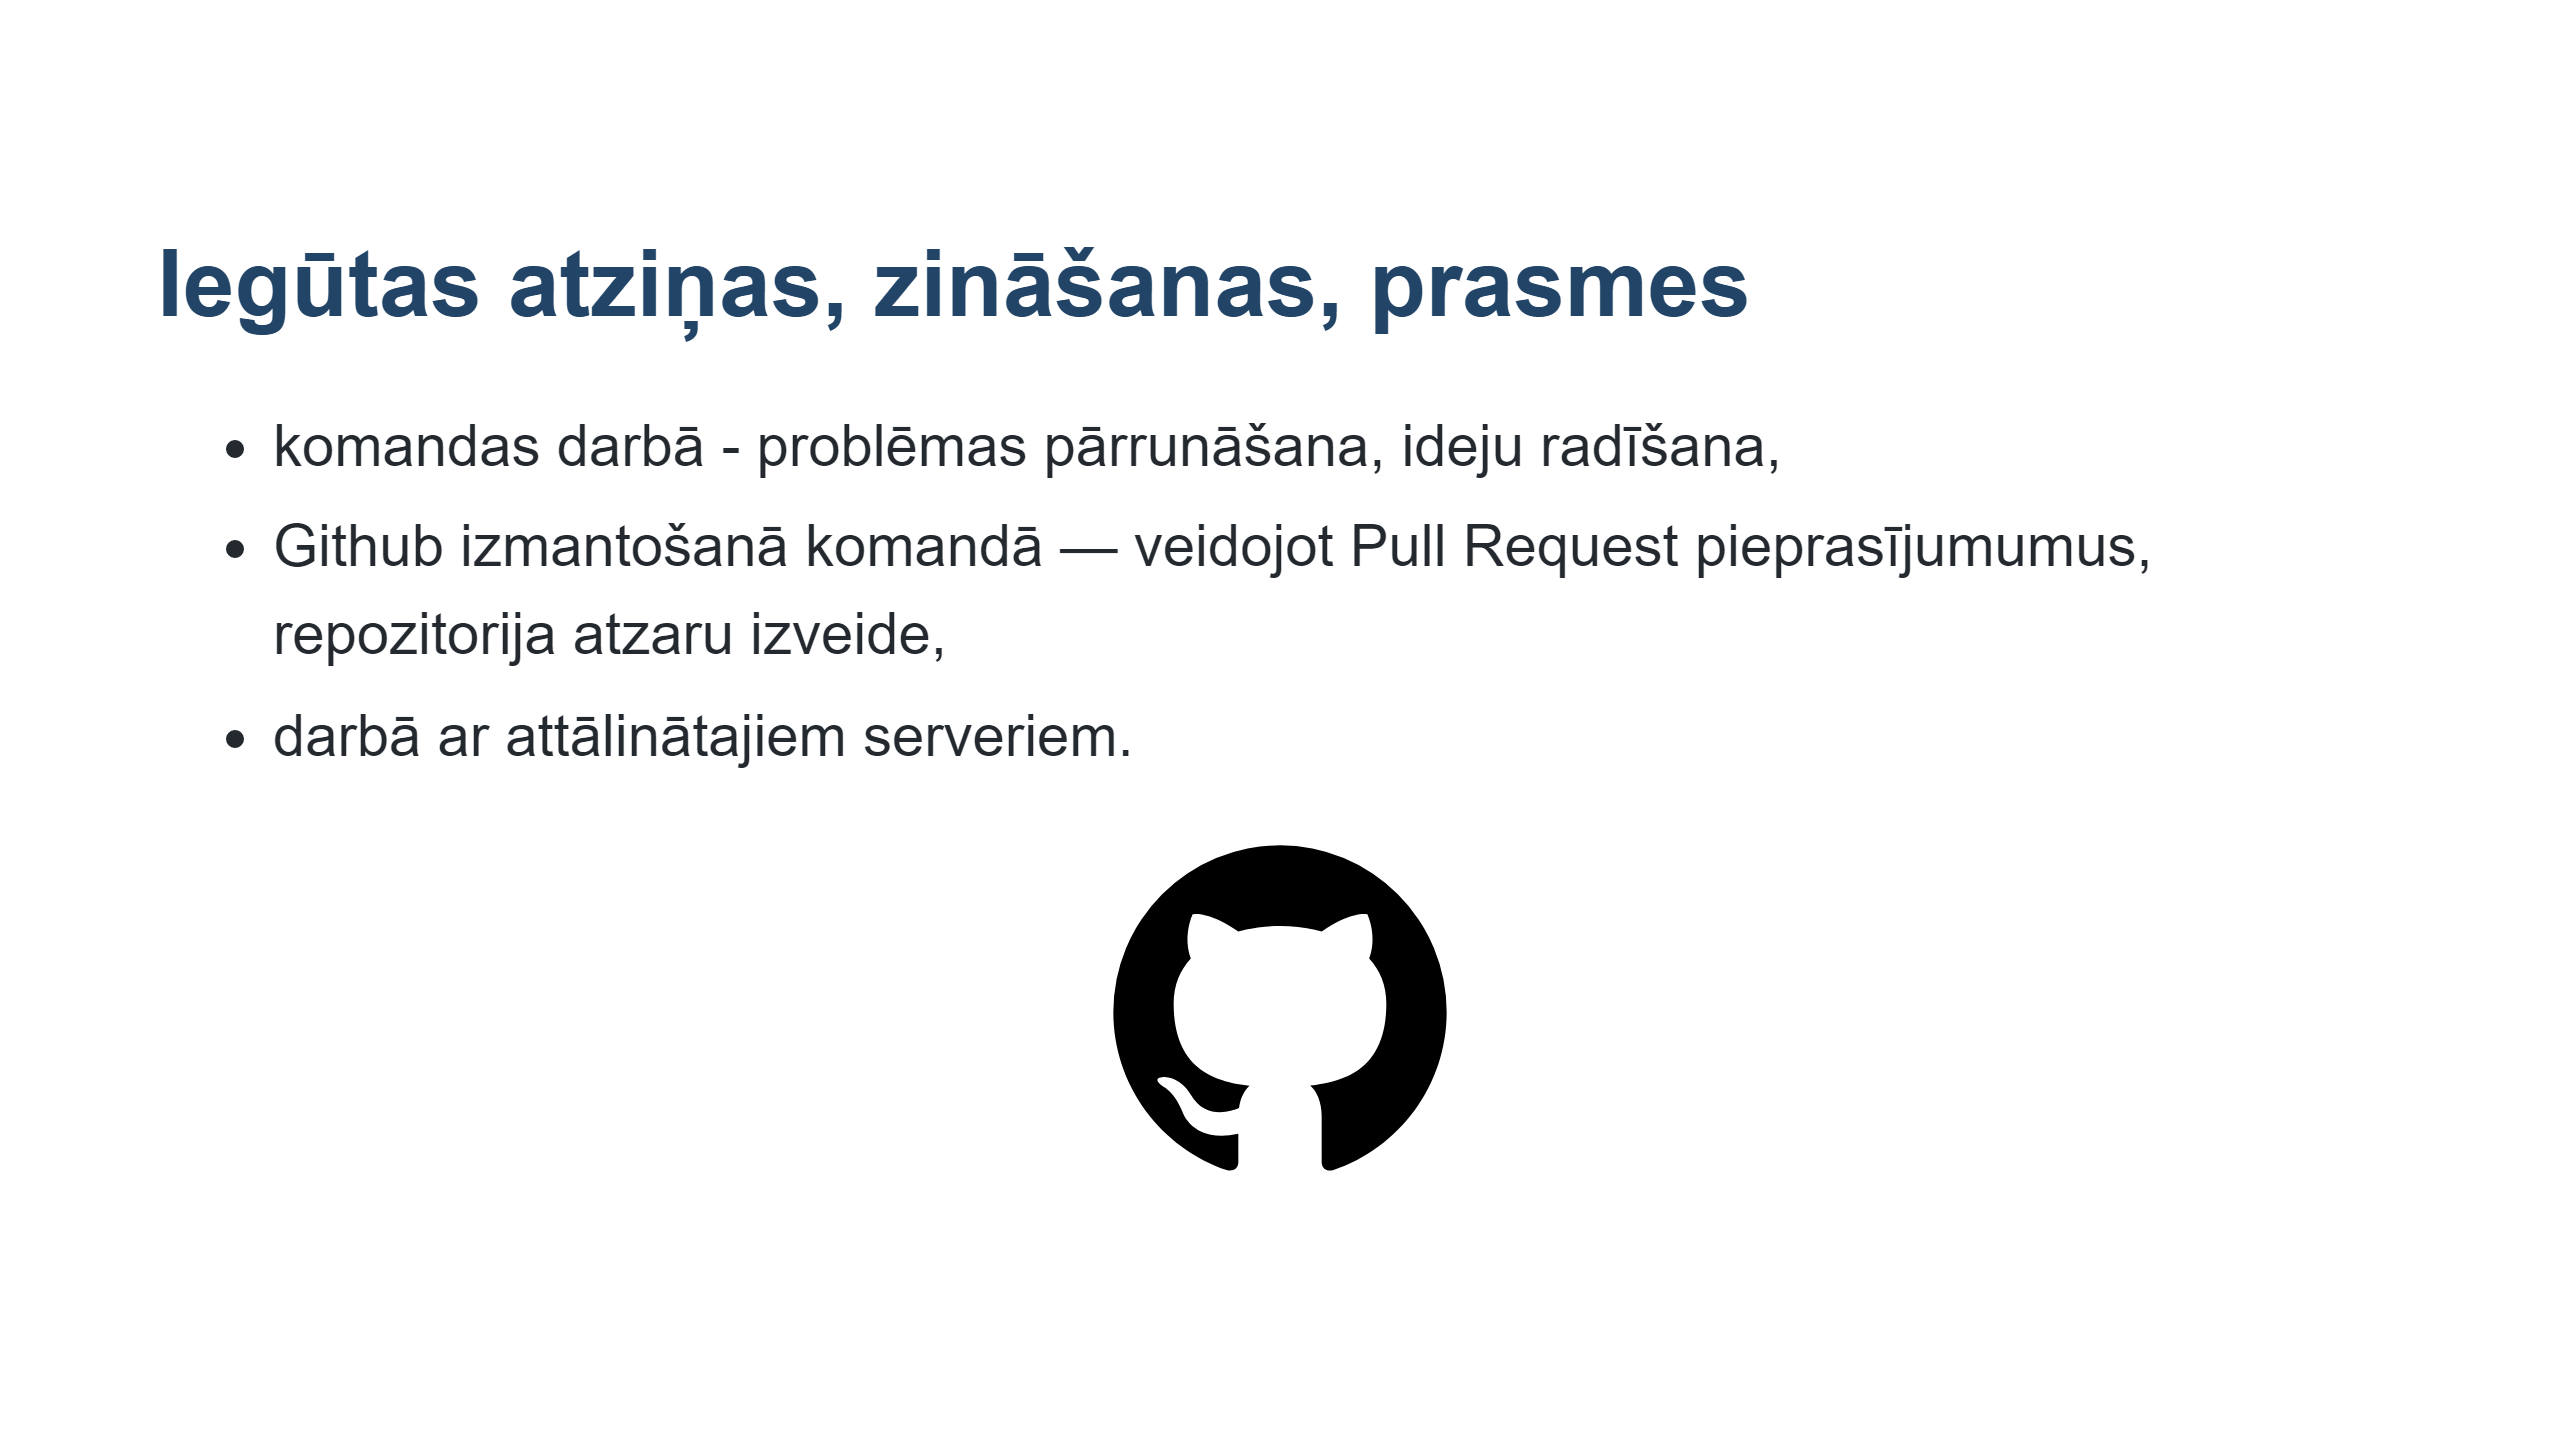 Iegūtas atziņas, zināšanas, prasmes
komandas darbā - problēmas pārrunāšana, ideju radīšana,
Github izmantošanā komandā — veidojot Pull Request pieprasījumumus,
repozitorija atzaru izveide,
darbā ar attālinātajiem serveriem.